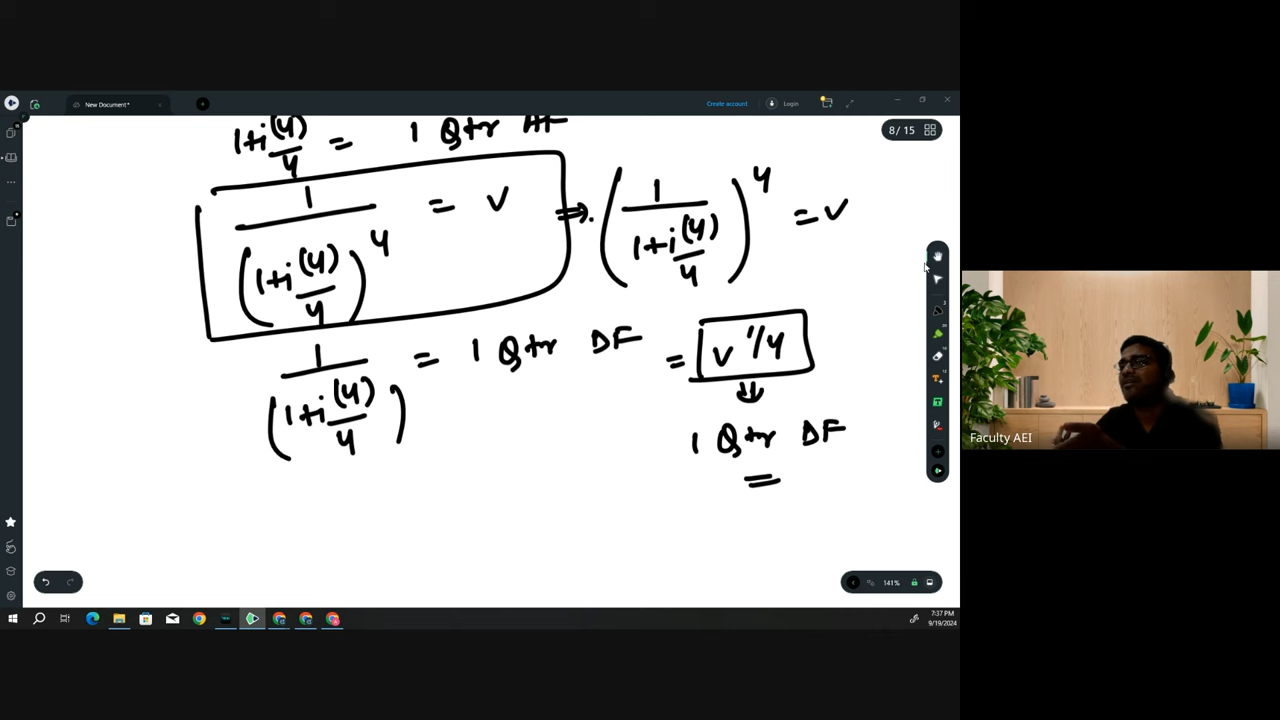 New Document*
Create account
Login
8 / 15
1+i(4)/4 = 1 Qtr AF
1/(1+i(4)/4)^4 = v ⇒ (1/(1+i(4)/4))^4 = v
1/(1+i(4)/4) = 1 Qtr DF = v^1/4
⇓
1 Qtr DF
Faculty AEI
141%
7:37 PM
9/19/2024